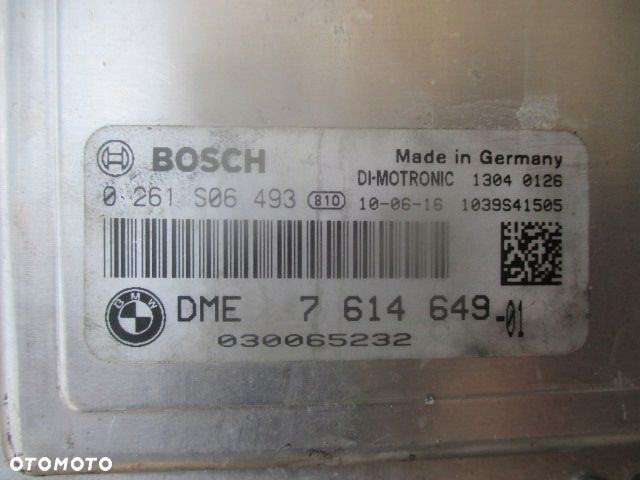 BOSCH Made in Germany
DI-MOTRONIC 1304 0126
0 261 S06 493 810 10-06-16 1039S41505
BMW DME 7 614 649-01
030065232
OTOMOTO